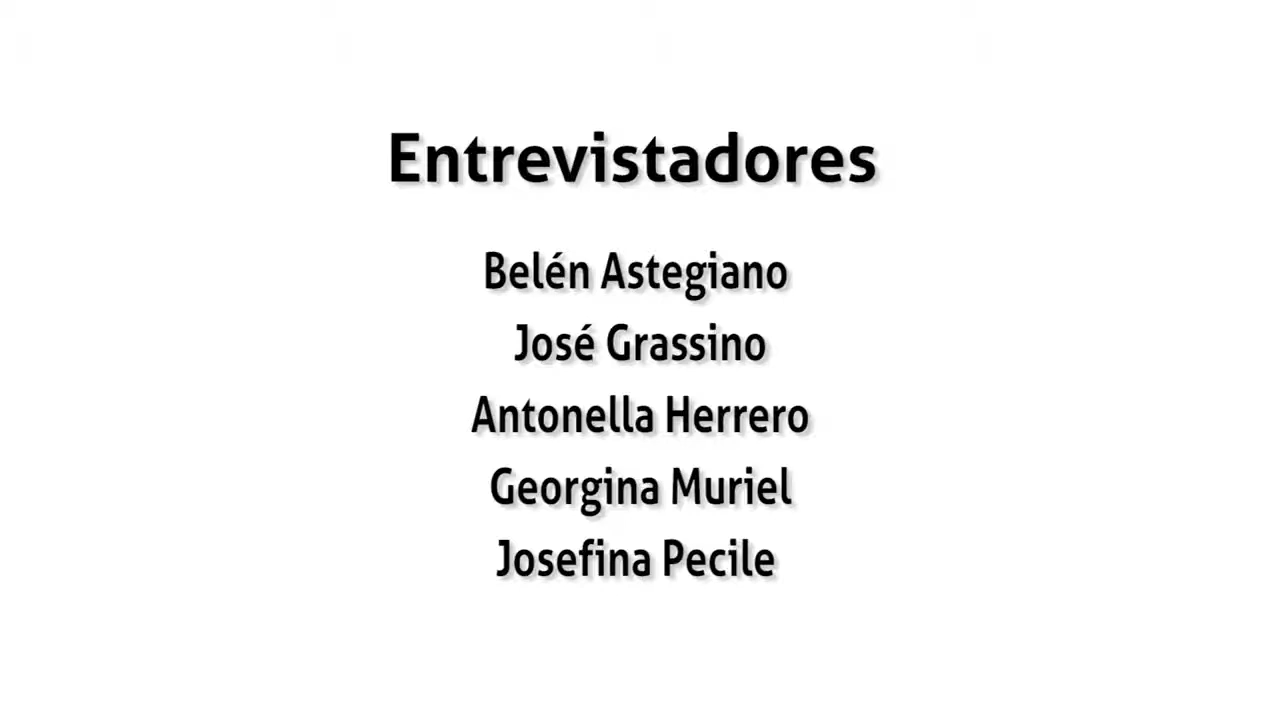 Entrevistadores
Belén Astegiano
José Grassino
Antonella Herrero
Georgina Muriel
Josefina Pecile